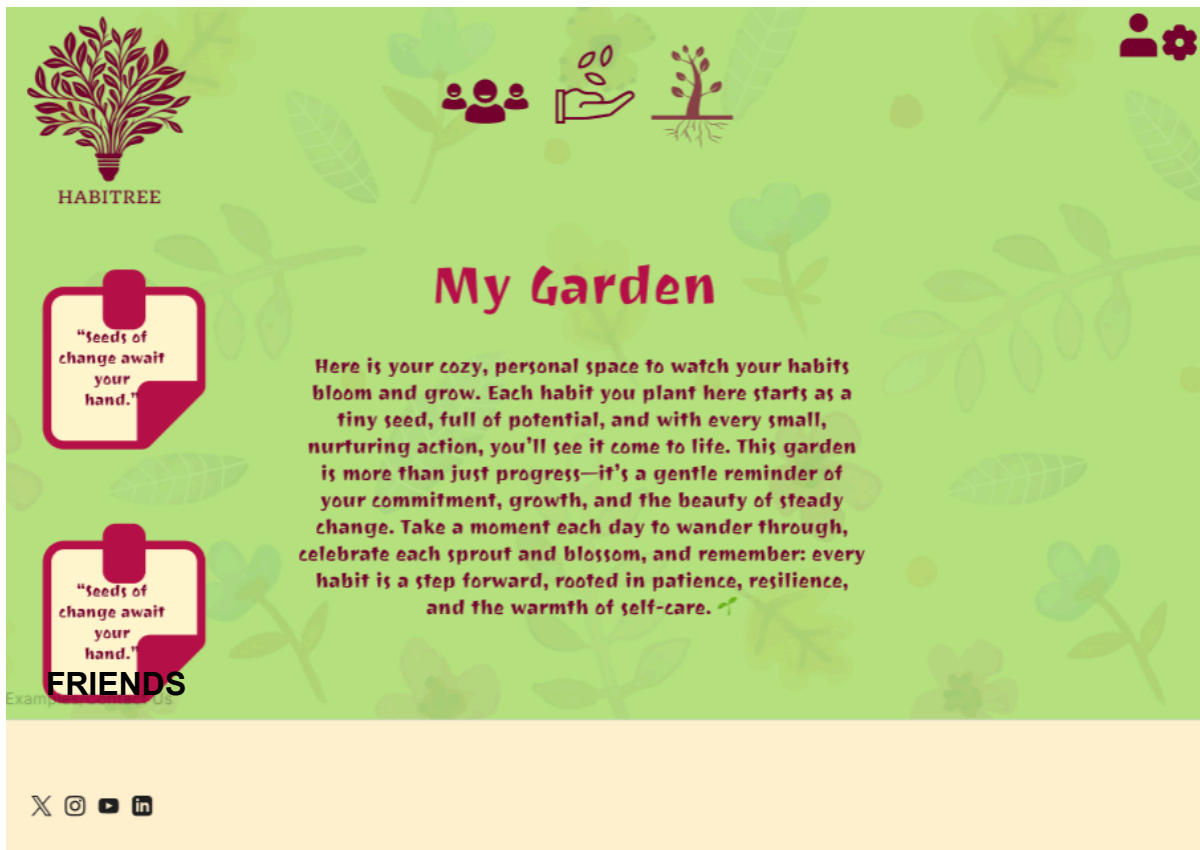 HABITREE
My Garden
"Seeds of
change await
your
hand."
Here is your cozy, personal space to watch your habits
bloom and grow. Each habit you plant here starts as a
tiny seed, full of potential, and with every small,
nurturing action, you'll see it come to life. This garden
is more than just progress—it's a gentle reminder of
your commitment, growth, and the beauty of steady
change. Take a moment each day to wander through,
celebrate each sprout and blossom, and remember: every
habit is a step forward, rooted in patience, resilience,
and the warmth of self-care. 🌱
"Seeds of
change await
your
hand."
FRIENDS
Us